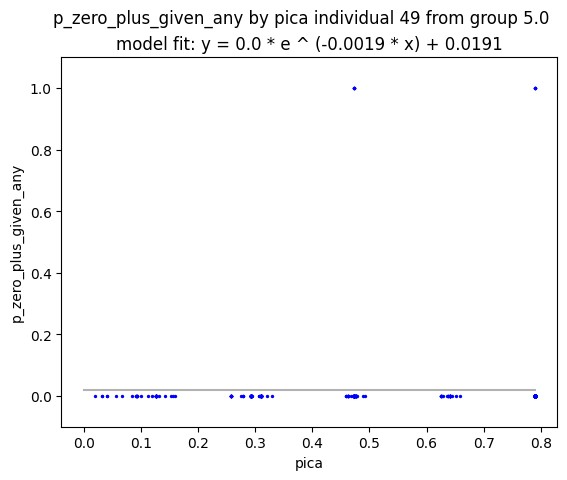 p_zero_plus_given_any by pica individual 49 from group 5.0
model fit: y = 0.0 * e ^ (-0.0019 * x) + 0.0191
1.0
0.8
0.6
0.4
0.2
0.0
p_zero_plus_given_any
0.0 0.1 0.2 0.3 0.4 0.5 0.6 0.7 0.8
pica